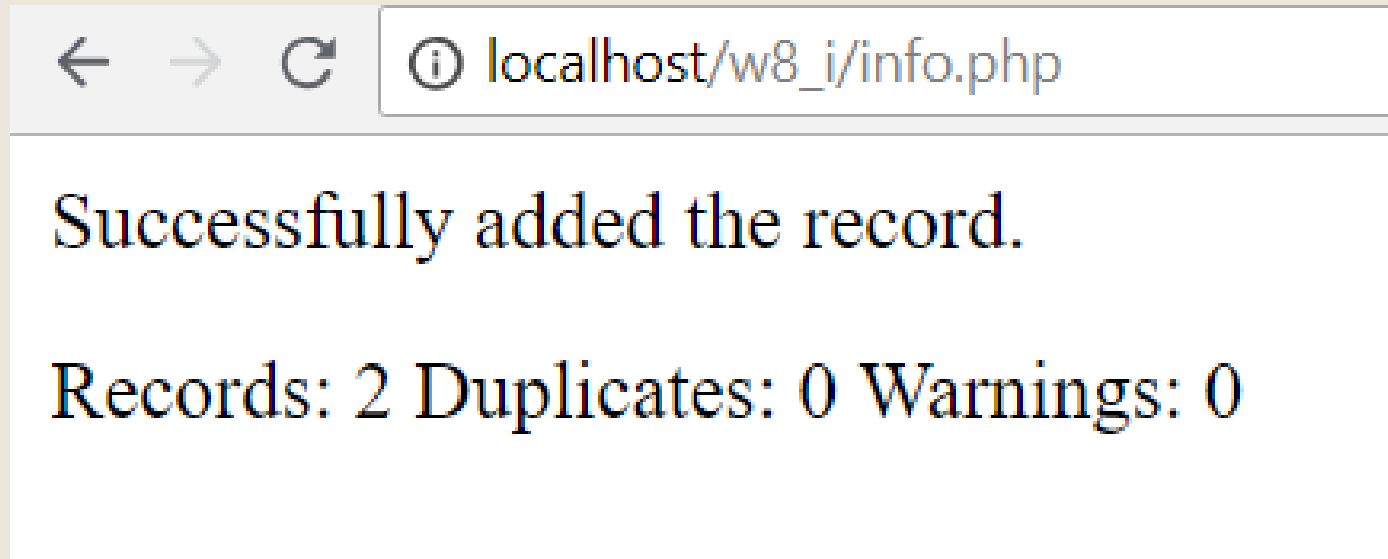 localhost/w8_i/info.php
Successfully added the record.
Records: 2 Duplicates: 0 Warnings: 0